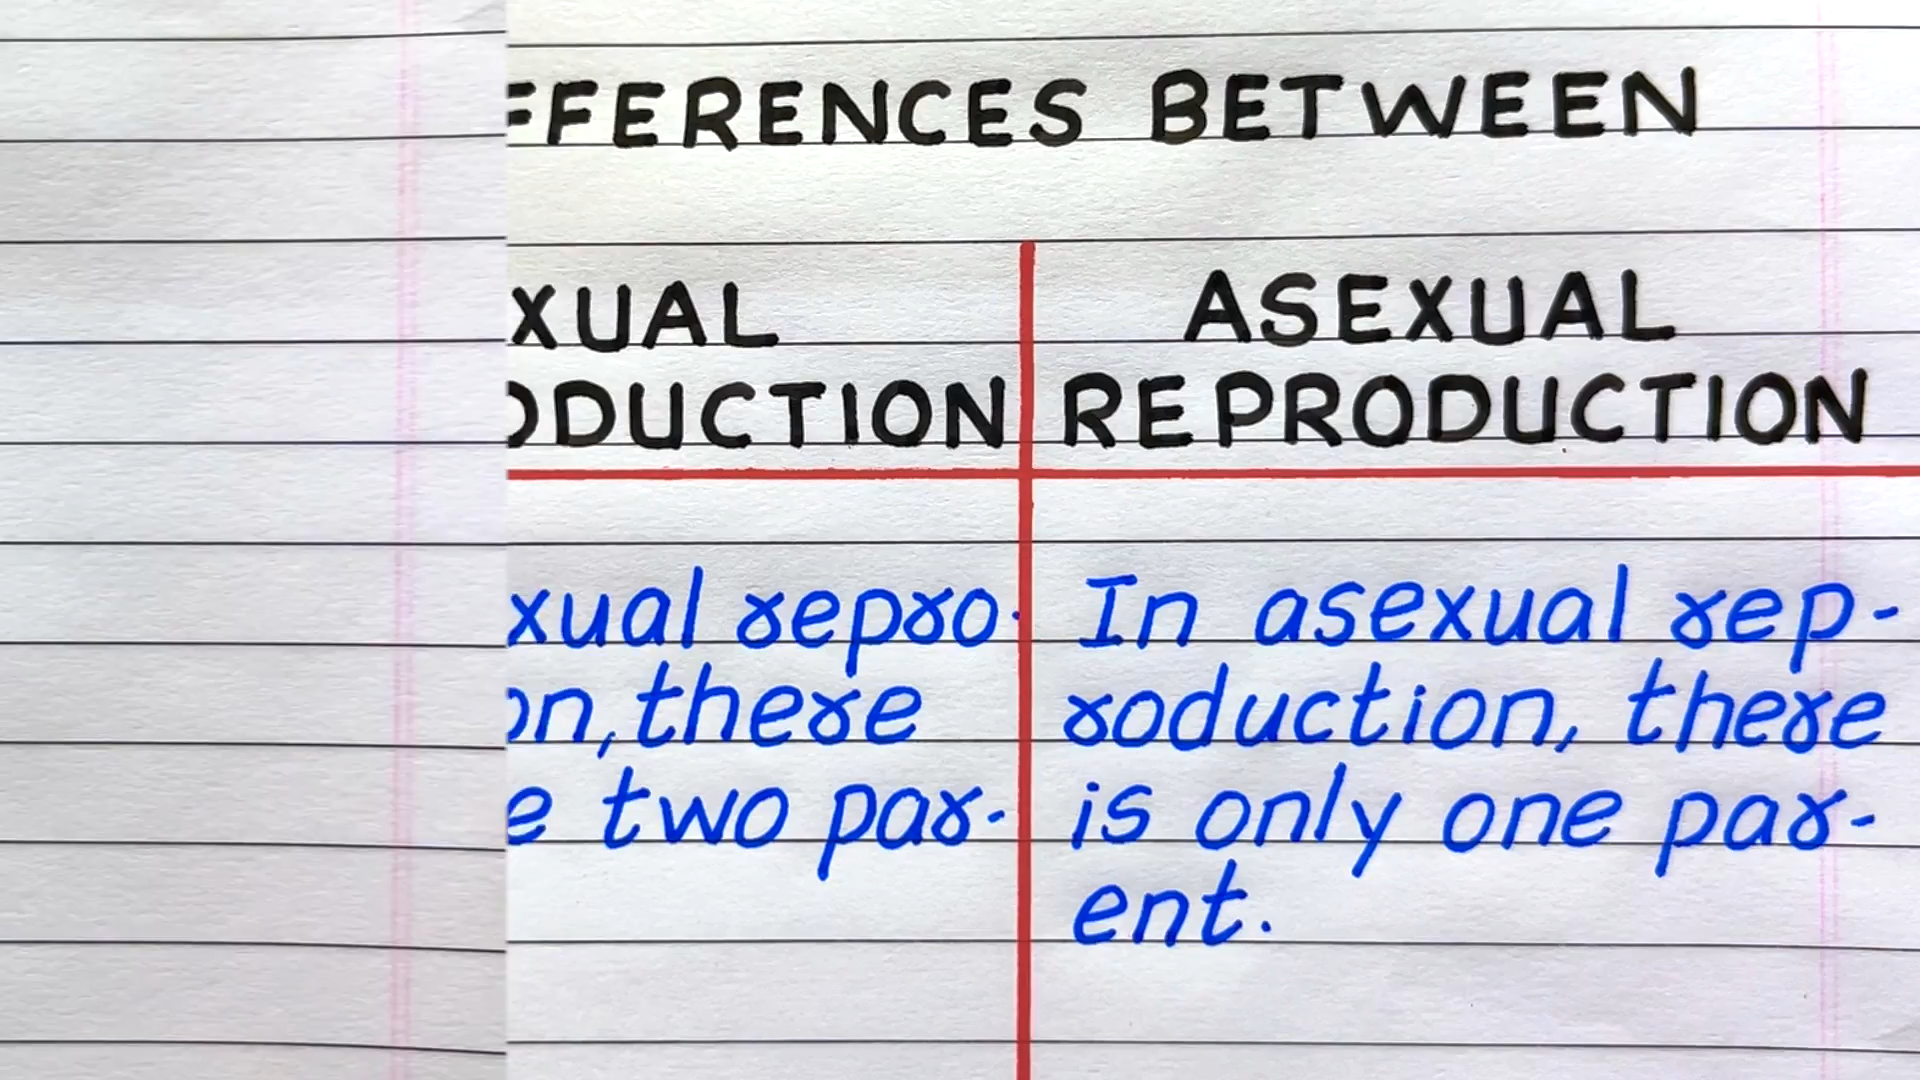 FFERENCES BETWEEN
XUAL
ODUCTION
ASEXUAL
REPRODUCTION
xual repro-
on, there
e two par-
In asexual rep-
roduction, there
is only one par-
ent.